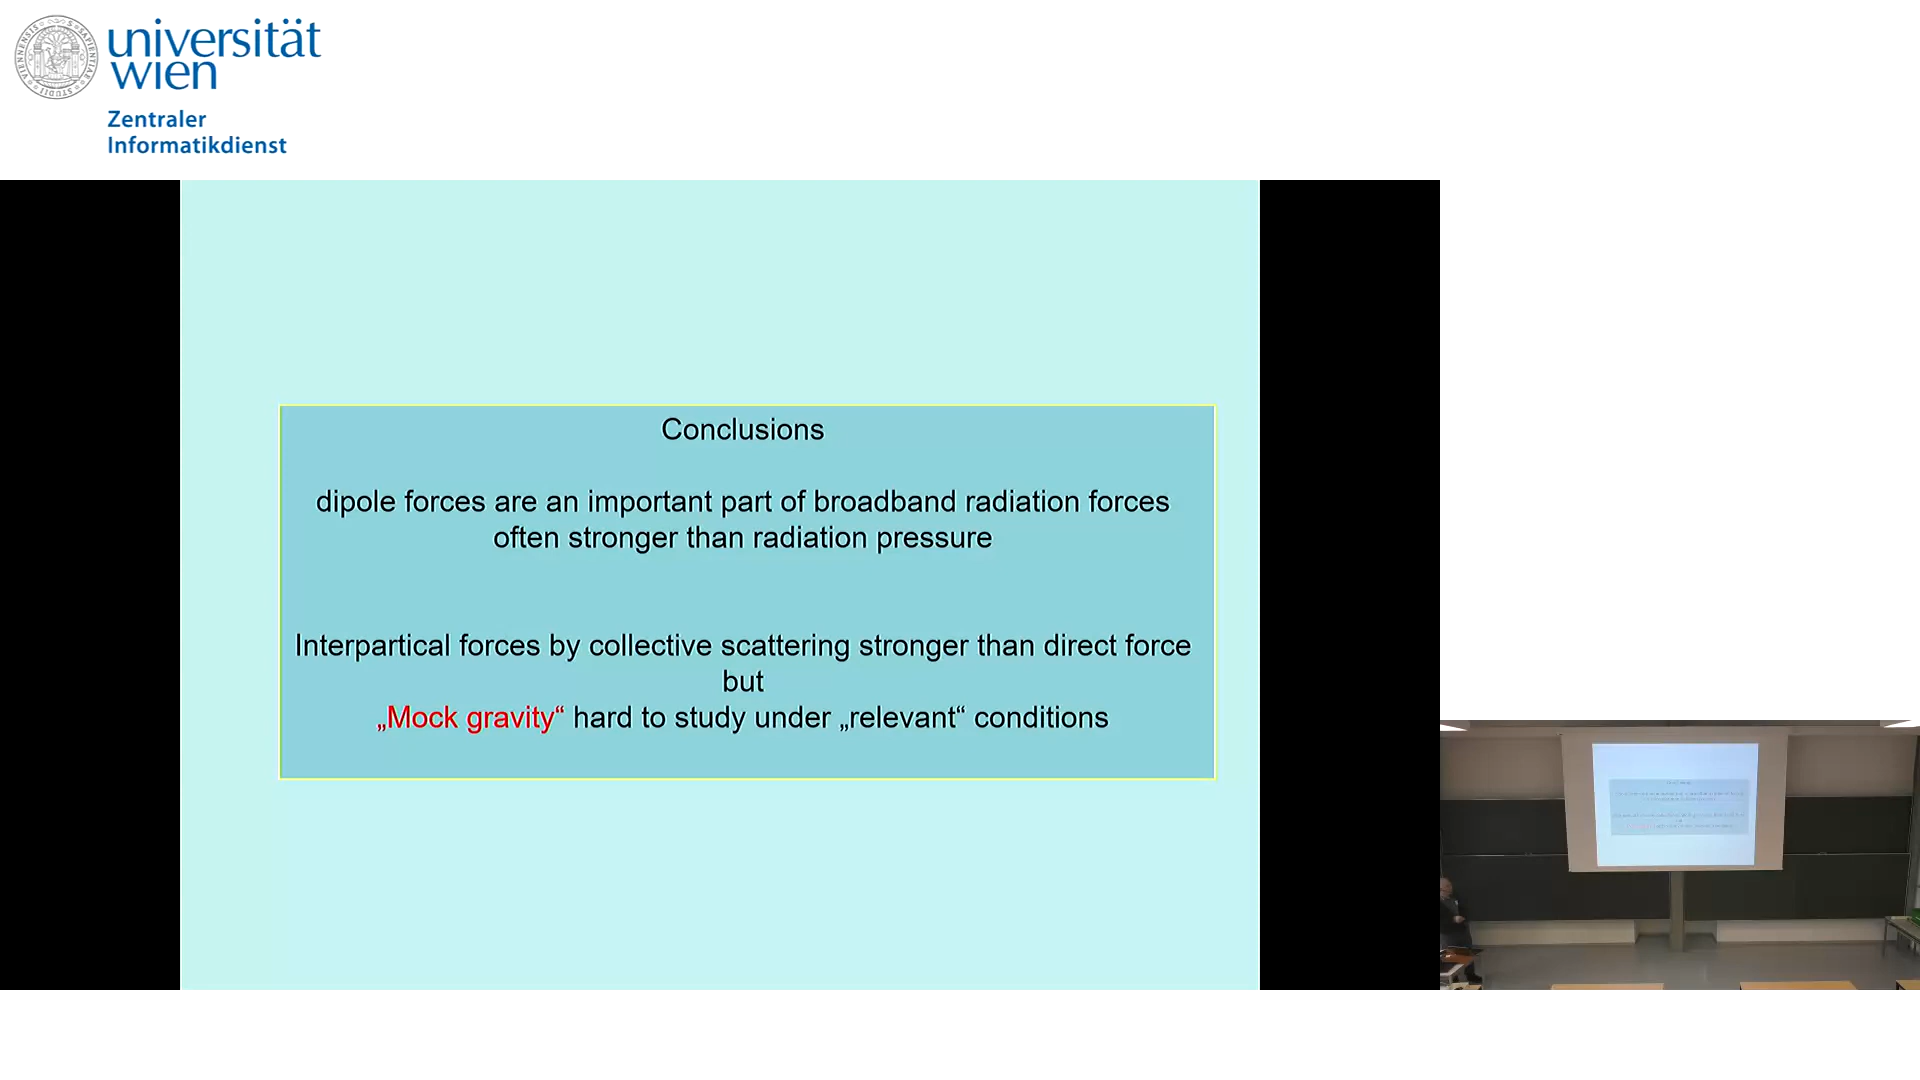 universität
wien
Zentraler
Informatikdienst
Conclusions
dipole forces are an important part of broadband radiation forces
often stronger than radiation pressure
Interpartical forces by collective scattering stronger than direct force
but
„Mock gravity“ hard to study under „relevant“ conditions